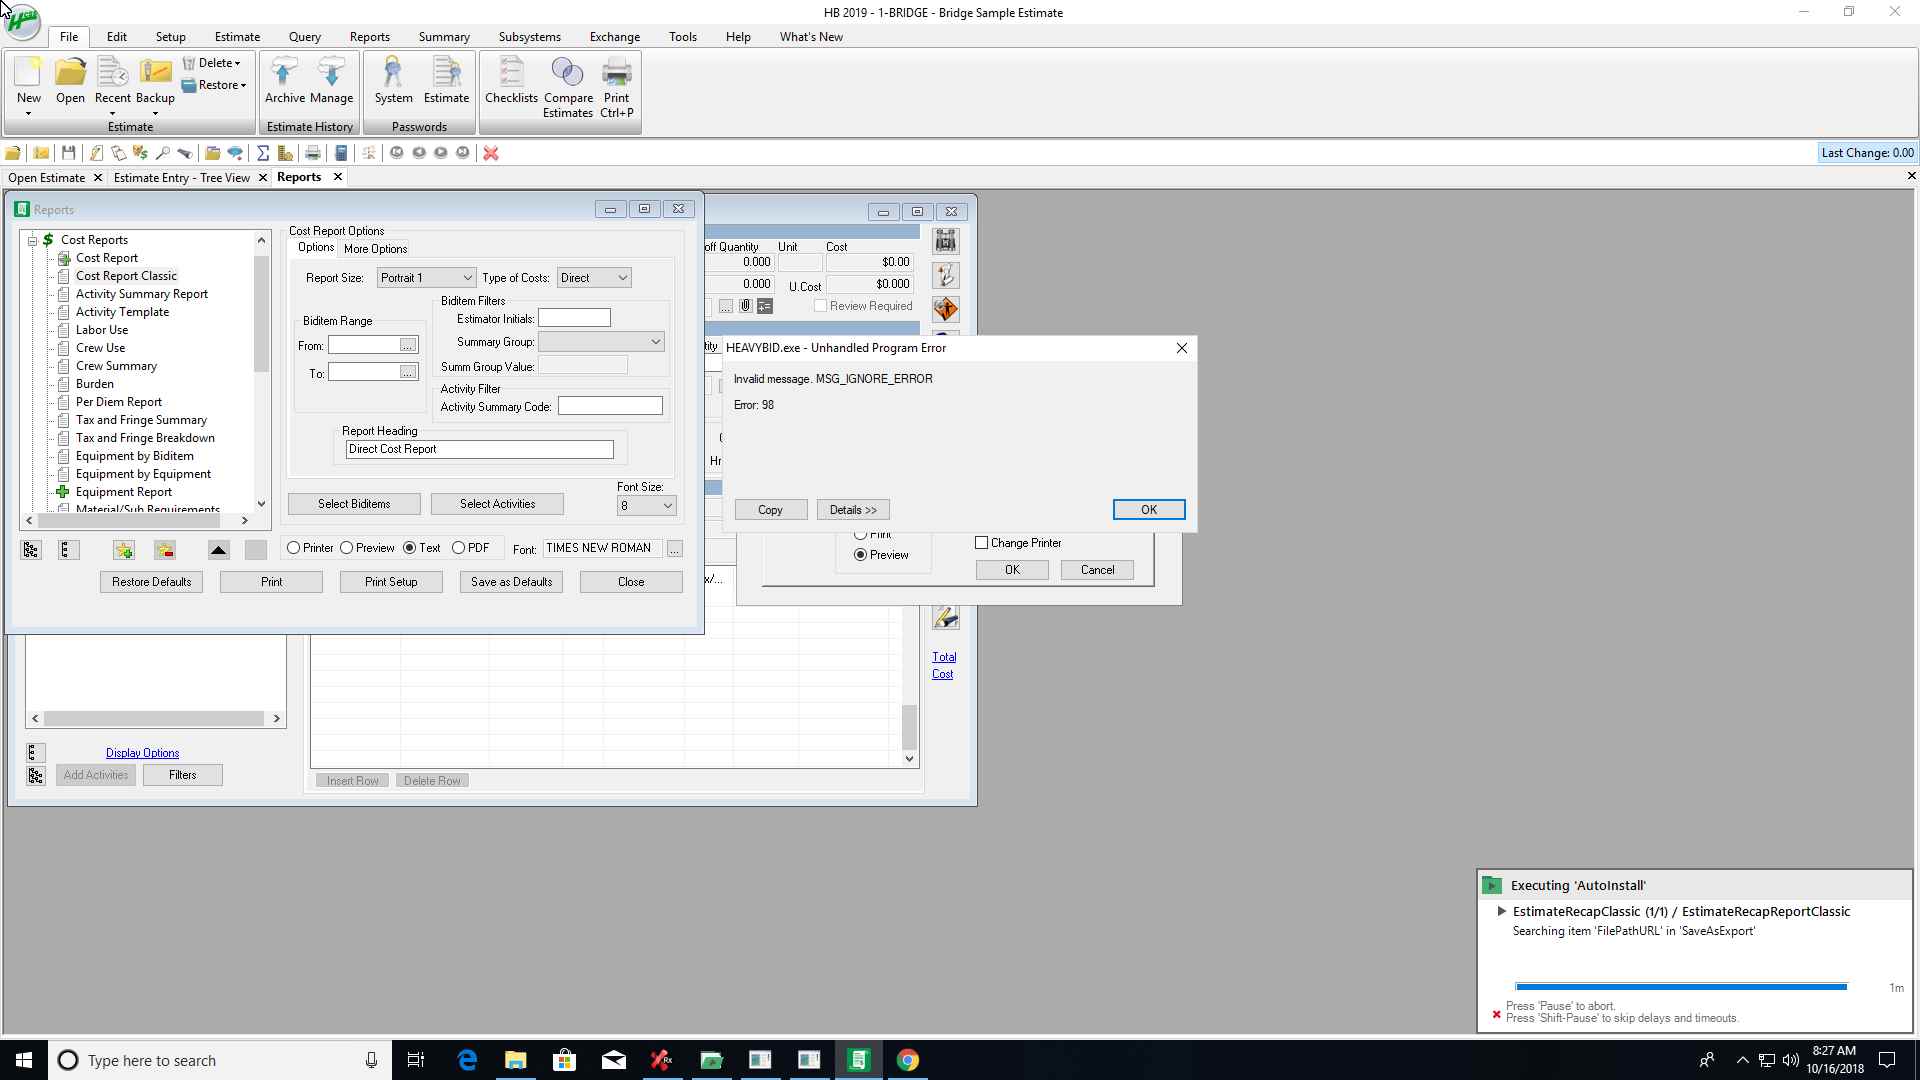 HB 2019 - 1-BRIDGE - Bridge Sample Estimate
File Edit Setup Estimate Query Reports Summary Subsystems Exchange Tools Help What's New
New Open Recent Backup Delete Restore
Archive Manage System Estimate Checklists Compare Estimates Print Ctrl+P
Estimate Estimate History Passwords
Last Change: 0.00
Open Estimate Estimate Entry - Tree View Reports
Reports
Cost Reports
Cost Report
Cost Report Classic
Activity Summary Report
Activity Template
Labor Use
Crew Use
Crew Summary
Burden
Per Diem Report
Tax and Fringe Summary
Tax and Fringe Breakdown
Equipment by Biditem
Equipment by Equipment
Equipment Report
Material/Sub Requirements
Cost Report Options
Options More Options
Report Size: Portrait 1 Type of Costs: Direct
Biditem Range
From: ...
To: ...
Biditem Filters
Estimator Initials:
Summary Group:
Summ Group Value:
Activity Filter
Activity Summary Code:
Report Heading
Direct Cost Report
Select Biditems Select Activities
Font Size:
8
Printer Preview Text PDF Font: TIMES NEW ROMAN ...
Restore Defaults Print Print Setup Save as Defaults Close
off Quantity Unit Cost
0.000 $0.00
0.000 U.Cost $0.000
... Review Required
HEAVYBID.exe - Unhandled Program Error
Invalid message. MSG_IGNORE_ERROR
Error: 98
Copy Details >> OK
Print
Preview
Change Printer
OK Cancel
Total
Cost
Display Options
Add Activities Filters
Insert Row Delete Row
Executing 'AutoInstall'
EstimateRecapClassic (1/1) / EstimateRecapReportClassic
Searching item 'FilePathURL' in 'SaveAsExport'
1m
Press 'Pause' to abort.
Press 'Shift-Pause' to skip delays and timeouts.
Type here to search
8:27 AM
10/16/2018